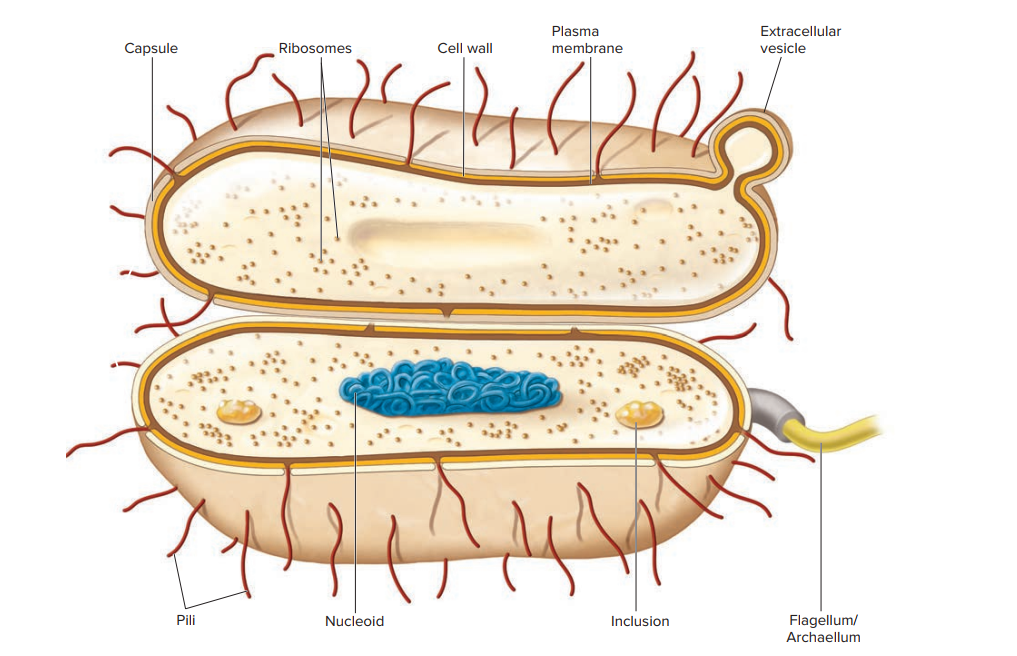 Capsule
Ribosomes
Cell wall
Plasma
membrane
Extracellular
vesicle
Pili
Nucleoid
Inclusion
Flagellum/
Archaellum